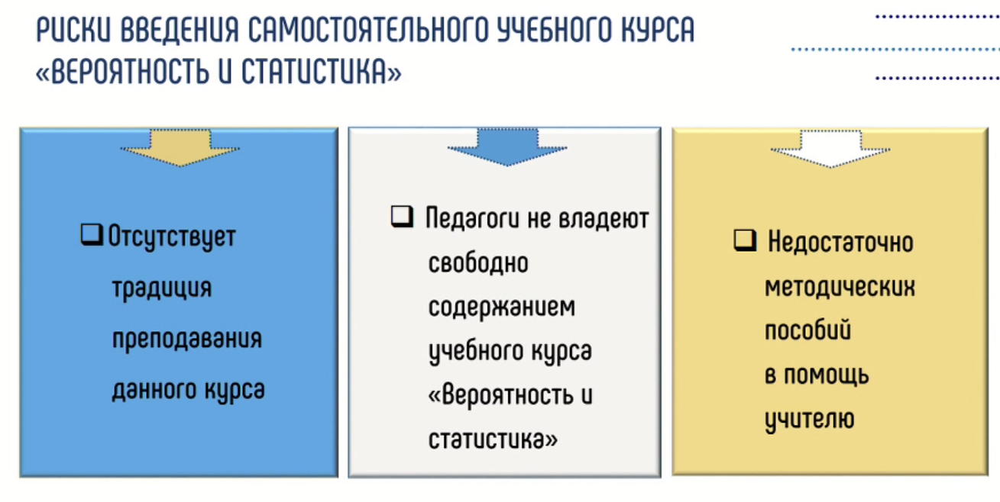 РИСКИ ВВЕДЕНИЯ САМОСТОЯТЕЛЬНОГО УЧЕБНОГО КУРСА
«ВЕРОЯТНОСТЬ И СТАТИСТИКА»
Отсутствует
традиция
преподавания
данного курса
Педагоги не владеют
свободно
содержанием
учебного курса
«Вероятность и
статистика»
Недостаточно
методических
пособий
в помощь
учителю